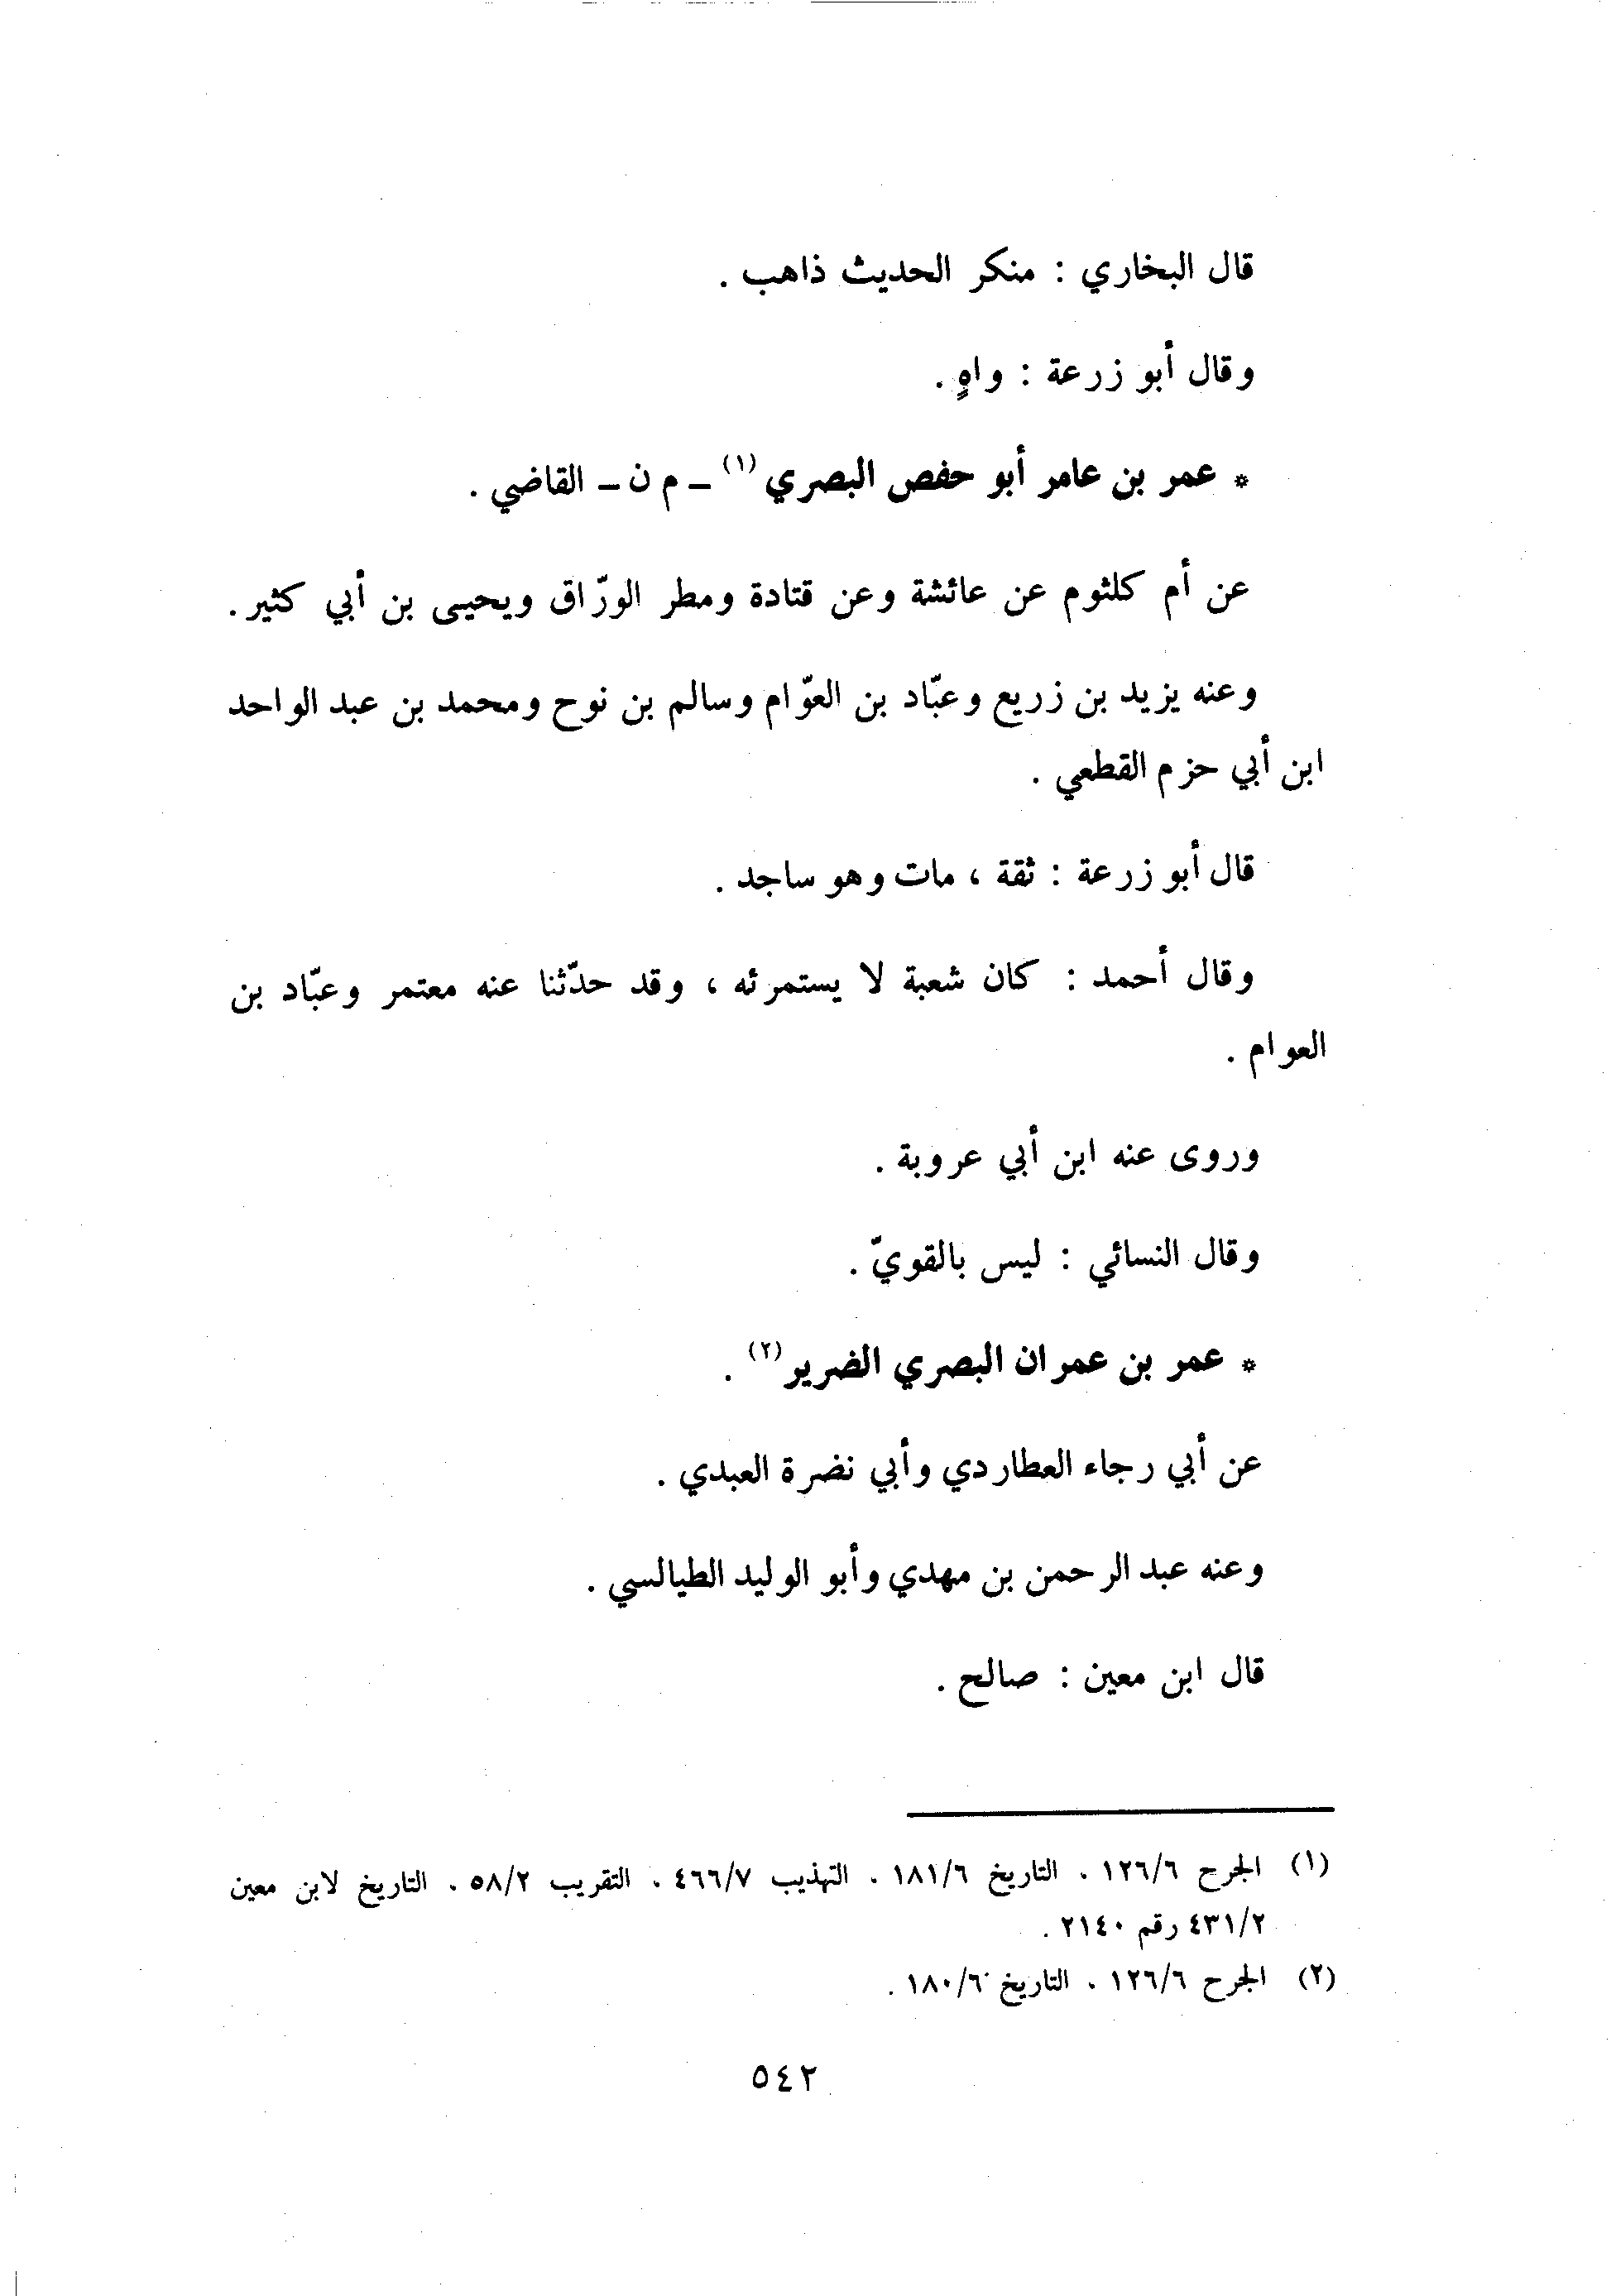 قال البخاري : منكر الحديث ذاهب .
وقال أبو زرعة : واهٍ .
* عمر بن عامر أبو حفص البصري (١) ـ م ن ـ القاضي .
عن أم كلثوم عن عائشة وعن قتادة ومطر الورّاق ويحيى بن أبي كثير .
وعنه يزيد بن زريع وعبّاد بن العوّام وسالم بن نوح ومحمد بن عبد الواحد
ابن أبي حزم القطعي .
قال أبو زرعة : ثقة ، مات وهو ساجد .
وقال أحمد : كان شعبة لا يستمرئه ، وقد حدّثنا عنه معتمر وعبّاد بن
العوام .
وروى عنه ابن أبي عروبة .
وقال النسائي : ليس بالقويّ .
* عمر بن عمران البصري الضرير (٢) .
عن أبي رجاء العطاردي وأبي نضرة العبدي .
وعنه عبد الرحمن بن مهدي وأبو الوليد الطيالسي .
قال ابن معين : صالح .
(١) الجرح ١٢٦/٦ . التاريخ ١٨١/٦ . التهذيب ٤٦٦/٧ . التقريب ٥٨/٢ . التاريخ لابن معين
٤٣١/٢ رقم ٢١٤٠ .
(٢) الجرح ١٢٦/٦ . التاريخ ١٨٠/٦ .
٥٤٢